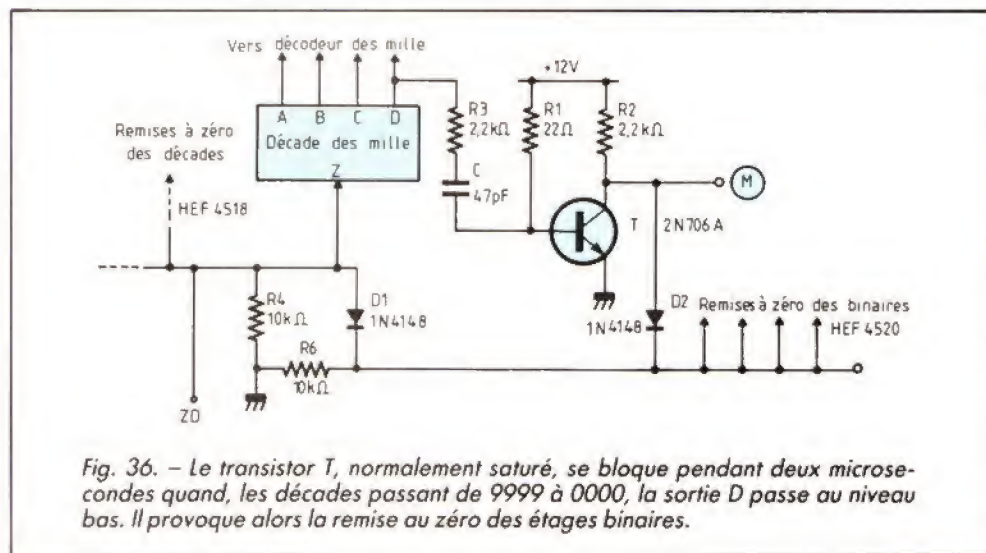 Vers décodeur des mille
+12V
A B C D
Décade des mille
Z
Remises à zéro
des décades
HEF 4518
R3
2,2kΩ
R1
22Ω
R2
2,2kΩ
C
47pF
M
T
2N706A
R4
10kΩ
D1
1N4148
R6
10kΩ
ZD
D2
1N4148
Remises à zéro des binaires
HEF 4520
Fig. 36. – Le transistor T, normalement saturé, se bloque pendant deux microse-
condes quand, les décades passant de 9999 à 0000, la sortie D passe au niveau
bas. Il provoque alors la remise au zéro des étages binaires.